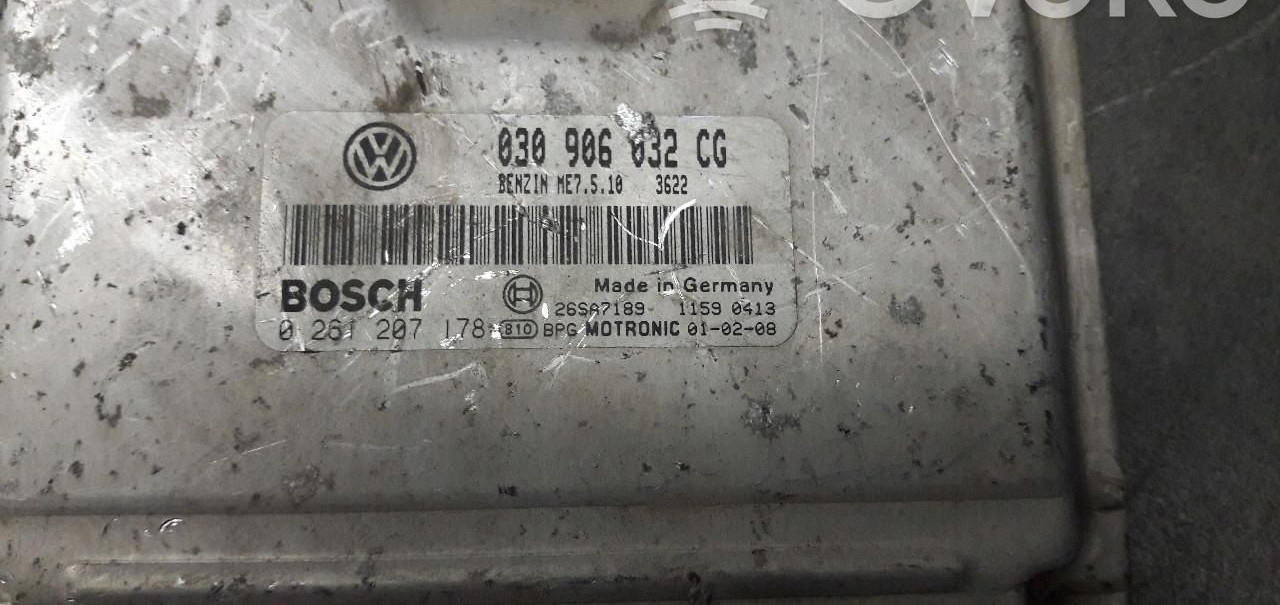 030 906 032 CG
BENZIN ME7.5.10 3622
BOSCH
Made in Germany
26SA7189 1159 0413
0 261 207 178 810 BPG MOTRONIC 01-02-08